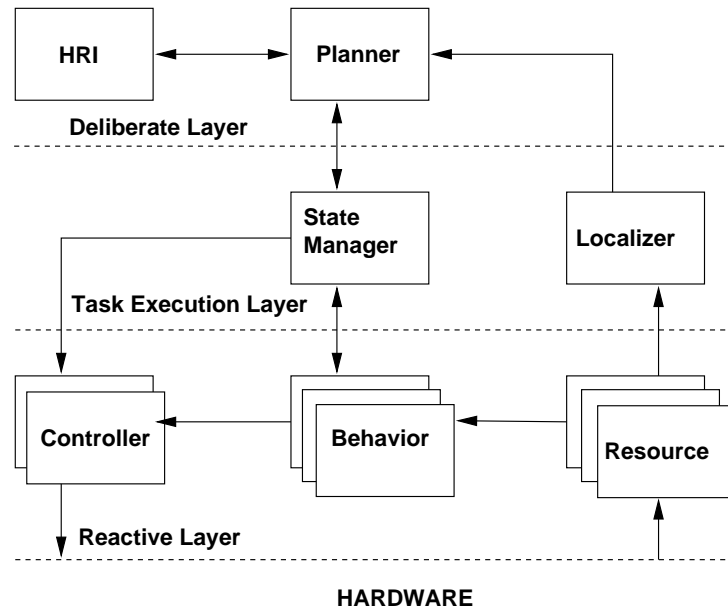 HRI
Planner
Deliberate Layer
State
Manager
Localizer
Task Execution Layer
Controller
Behavior
Resource
Reactive Layer
HARDWARE